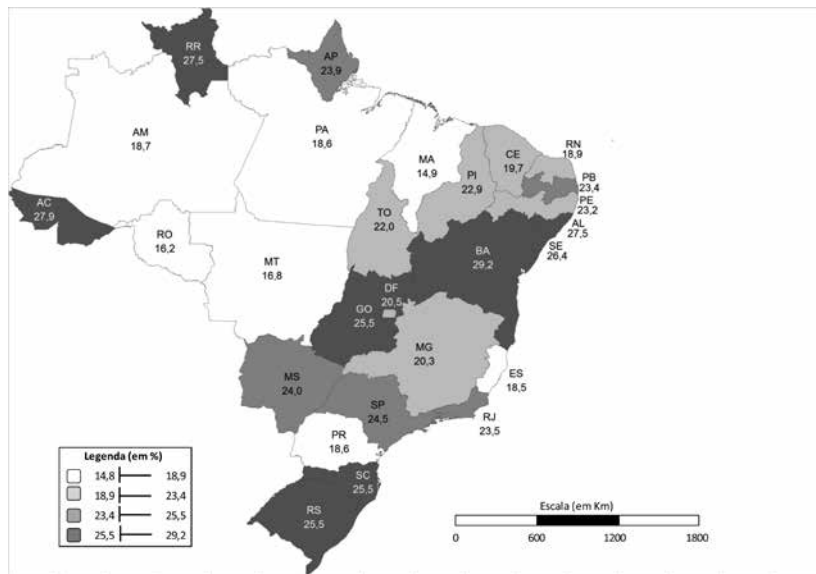 RR
27,5
AP
23,9
AM
18,7
PA
18,6
MA
14,9
CE
19,7
RN
18,9
PI
22,9
PB
23,4
PE
23,2
AL
27,5
SE
26,4
AC
27,9
TO
22,0
RO
16,2
BA
29,2
MT
16,8
DF
20,5
GO
25,5
MG
20,3
ES
18,5
MS
24,0
SP
24,5
RJ
23,5
PR
18,6
SC
25,5
RS
25,5
Legenda (em %)
14,8 18,9
18,9 23,4
23,4 25,5
25,5 29,2
Escala (em Km)
0 600 1200 1800